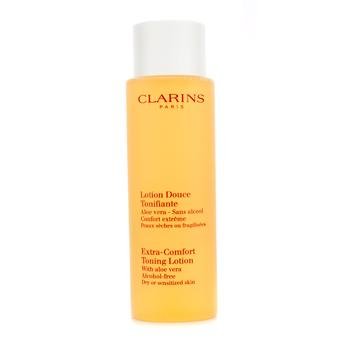 CLARINS
PARIS
Lotion Douce
Tonifiante
Aloe vera - Sans alcool
Confort extrême
Peaux sèches ou fragilisées
Extra-Comfort
Toning Lotion
With aloe vera
Alcohol-free
Dry or sensitized skin